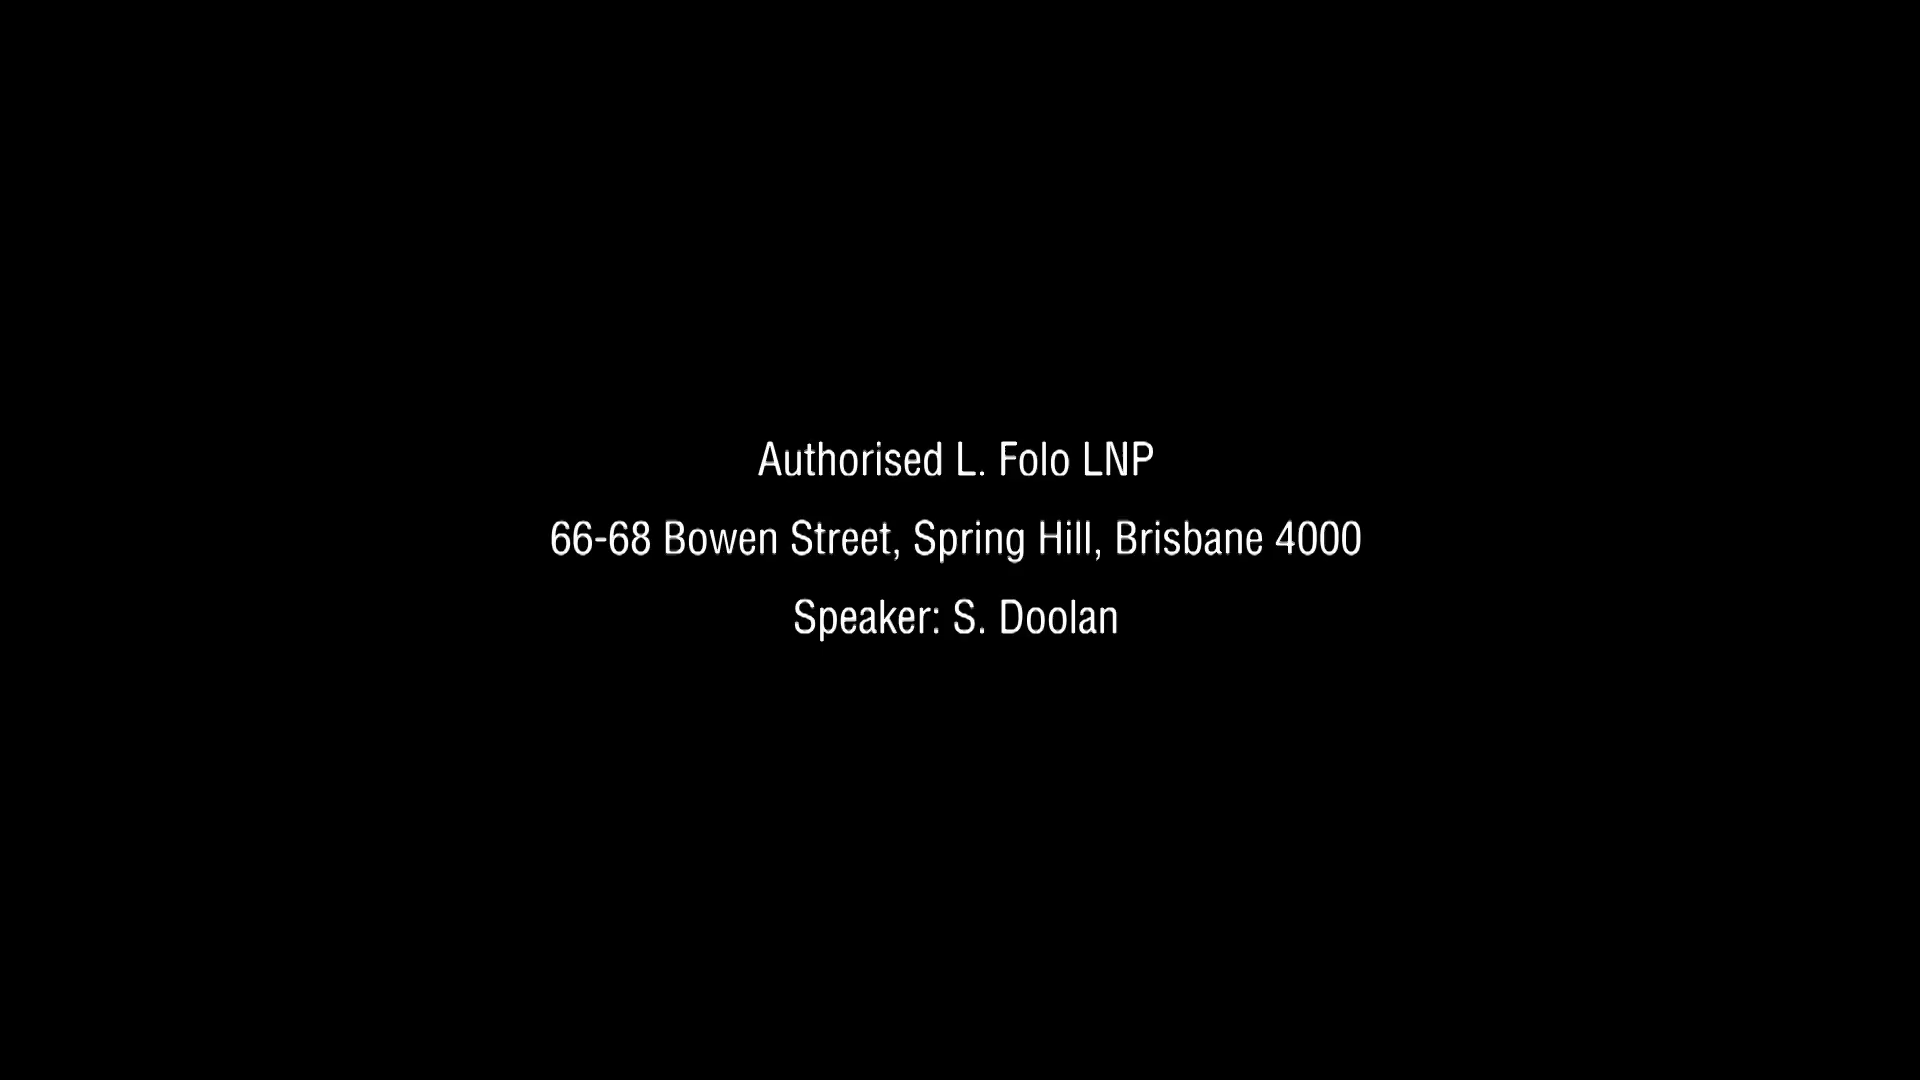 Authorised L. Folo LNP
66-68 Bowen Street, Spring Hill, Brisbane 4000
Speaker: S. Doolan